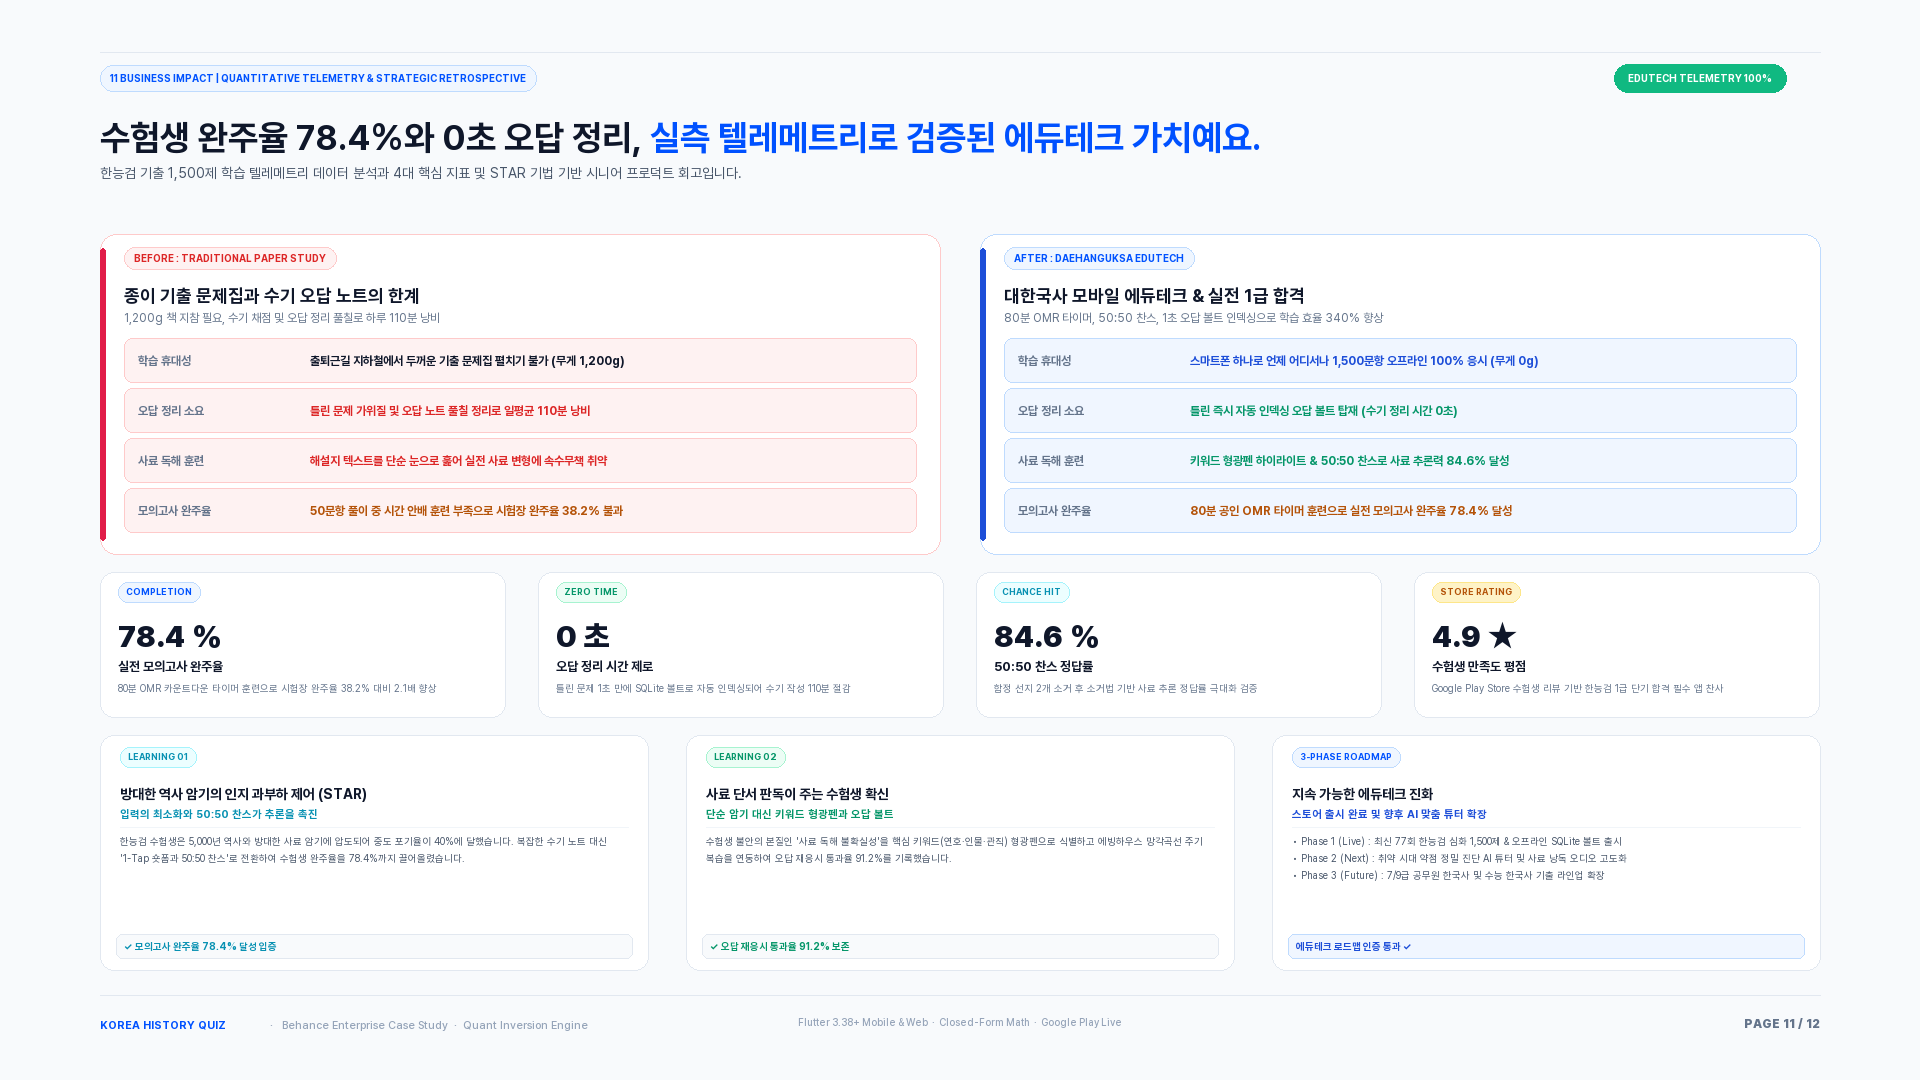 11 BUSINESS IMPACT | QUANTITATIVE TELEMETRY & STRATEGIC RETROSPECTIVE
EDUTECH TELEMETRY 100%
수험생 완주율 78.4%와 0초 오답 정리, 실측 텔레메트리로 검증된 에듀테크 가치예요.
한능검 기출 1,500제 학습 텔레메트리 데이터 분석과 4대 핵심 지표 및 STAR 기법 기반 시니어 프로덕트 회고입니다.
BEFORE : TRADITIONAL PAPER STUDY
종이 기출 문제집과 수기 오답 노트의 한계
1,200g 책 지참 필요, 수기 채점 및 오답 정리 풀칠로 하루 110분 낭비
학습 휴대성
출퇴근길 지하철에서 두꺼운 기출 문제집 펼치기 불가 (무게 1,200g)
오답 정리 소요
틀린 문제 가위질 및 오답 노트 풀칠 정리로 일평균 110분 낭비
사료 독해 훈련
해설지 텍스트를 단순 눈으로 훑어 실전 사료 변형에 속수무책 취약
모의고사 완주율
50문항 풀이 중 시간 안배 훈련 부족으로 시험장 완주율 38.2% 불과
AFTER : DAEHANGUKSA EDUTECH
대한국사 모바일 에듀테크 & 실전 1급 합격
80분 OMR 타이머, 50:50 찬스, 1초 오답 볼트 인덱싱으로 학습 효율 340% 향상
학습 휴대성
스마트폰 하나로 언제 어디서나 1,500문항 오프라인 100% 응시 (무게 0g)
오답 정리 소요
틀린 즉시 자동 인덱싱 오답 볼트 탑재 (수기 정리 시간 0초)
사료 독해 훈련
키워드 형광펜 하이라이트 & 50:50 찬스로 사료 추론력 84.6% 달성
모의고사 완주율
80분 공인 OMR 타이머 훈련으로 실전 모의고사 완주율 78.4% 달성
COMPLETION
78.4 %
실전 모의고사 완주율
80분 OMR 카운트다운 타이머 훈련으로 시험장 완주율 38.2% 대비 2.1배 향상
ZERO TIME
0 초
오답 정리 시간 제로
틀린 문제 1초 만에 SQLite 볼트로 자동 인덱싱되어 수기 작성 110분 절감
CHANCE HIT
84.6 %
50:50 찬스 정답률
함정 선지 2개 소거 후 소거법 기반 사료 추론 정답률 극대화 검증
STORE RATING
4.9 ★
수험생 만족도 평점
Google Play Store 수험생 리뷰 기반 한능검 1급 단기 합격 필수 앱 찬사
LEARNING 01
방대한 역사 암기의 인지 과부하 제어 (STAR)
입력의 최소화와 50:50 찬스가 추론을 촉진
한능검 수험생은 5,000년 역사와 방대한 사료 암기에 압도되어 중도 포기율이 40%에 달했습니다. 복잡한 수기 노트 대신
'1-Tap 숏폼과 50:50 찬스'로 전환하여 수험생 완주율을 78.4%까지 끌어올렸습니다.
✓ 모의고사 완주율 78.4% 달성 입증
LEARNING 02
사료 단서 판독이 주는 수험생 확신
단순 암기 대신 키워드 형광펜과 오답 볼트
수험생 불안의 본질인 '사료 독해 불확실성'을 핵심 키워드(연호·인물·관직) 형광펜으로 식별하고 에빙하우스 망각곡선 주기
복습을 연동하여 오답 재응시 통과율 91.2%를 기록했습니다.
✓ 오답 재응시 통과율 91.2% 보존
3-PHASE ROADMAP
지속 가능한 에듀테크 진화
스토어 출시 완료 및 향후 AI 맞춤 튜터 확장
• Phase 1 (Live) : 최신 77회 한능검 심화 1,500제 & 오프라인 SQLite 볼트 출시
• Phase 2 (Next) : 취약 시대 약점 정밀 진단 AI 튜터 및 사료 낭독 오디오 고도화
• Phase 3 (Future) : 7/9급 공무원 한국사 및 수능 한국사 기출 라인업 확장
에듀테크 로드맵 인증 통과 ✓
KOREA HISTORY QUIZ · Behance Enterprise Case Study · Quant Inversion Engine
Flutter 3.38+ Mobile & Web · Closed-Form Math · Google Play Live
PAGE 11 / 12